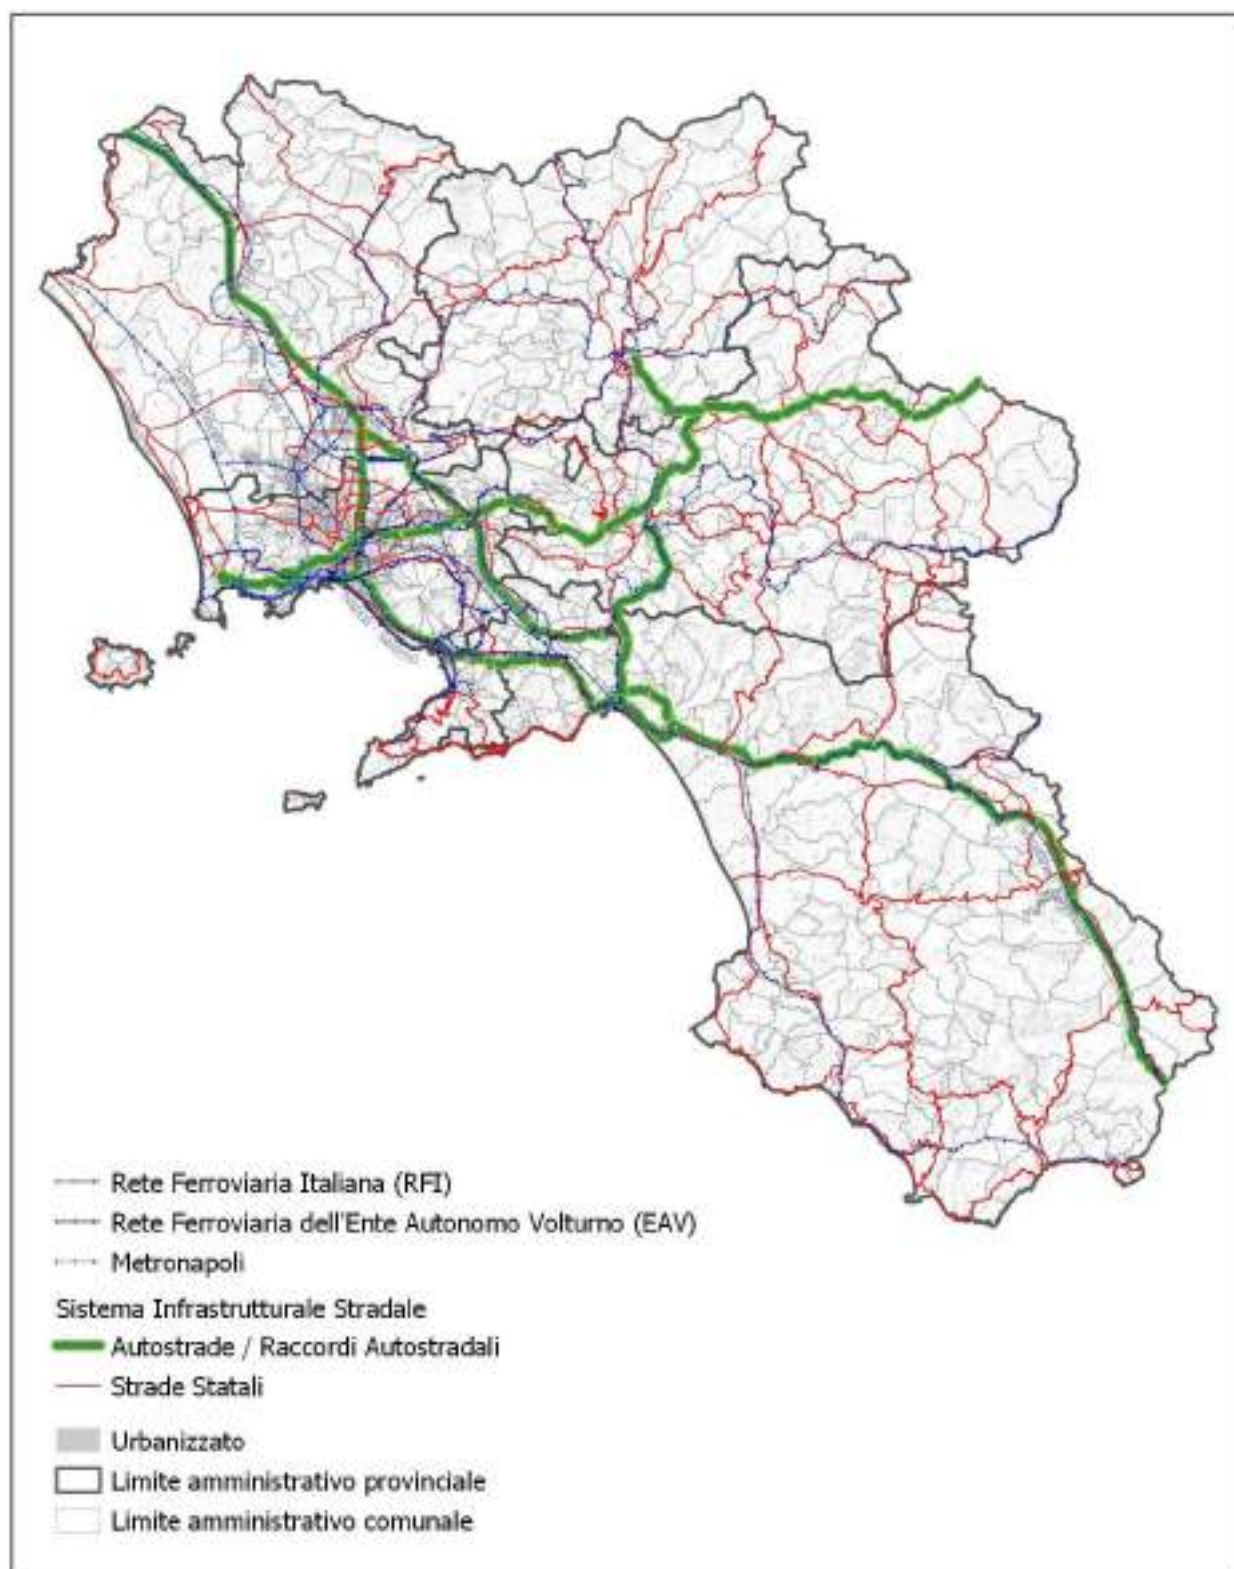 Rete Ferroviaria Italiana (RFI)
Rete Ferroviaria dell'Ente Autonomo Volturno (EAV)
Metronapoli
Sistema Infrastrutturale Stradale
Autostrade / Raccordi Autostradali
Strade Statali
Urbanizzato
Limite amministrativo provinciale
Limite amministrativo comunale